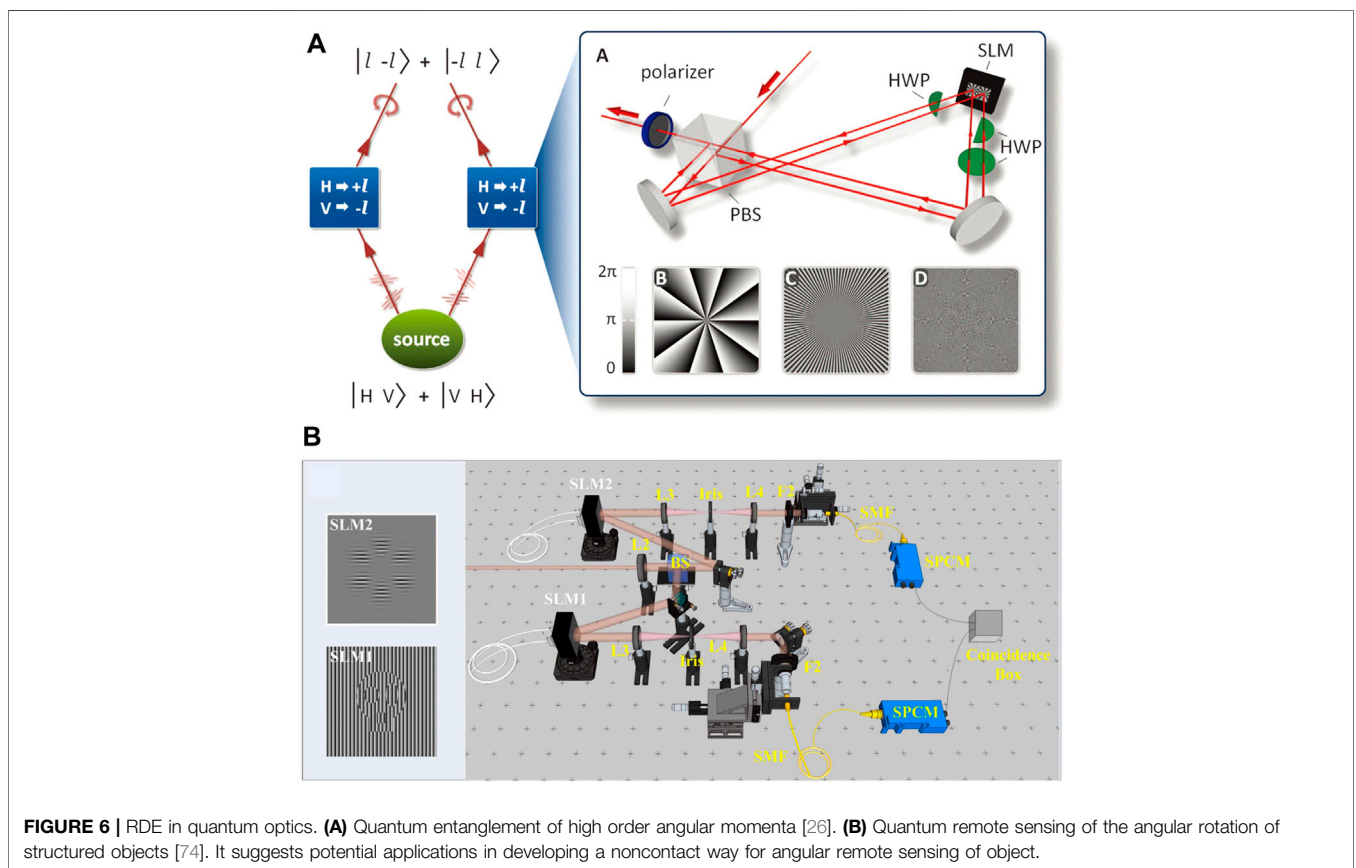 A
|l -l⟩ + |-l l⟩
H ➡ +l
V ➡ -l
H ➡ +l
V ➡ -l
source
|H V⟩ + |V H⟩
A
polarizer
PBS
HWP
SLM
HWP
2π
π
0
B
C
D
B
SLM2
SLM1
SLM2
L3
Iris
L4
F2
SMF
SPCM
L2
BS
SLM1
L3
Iris
L4
F2
Coincidence
Box
SPCM
SMF
FIGURE 6 | RDE in quantum optics. (A) Quantum entanglement of high order angular momenta [26]. (B) Quantum remote sensing of the angular rotation of
structured objects [74]. It suggests potential applications in developing a noncontact way for angular remote sensing of object.